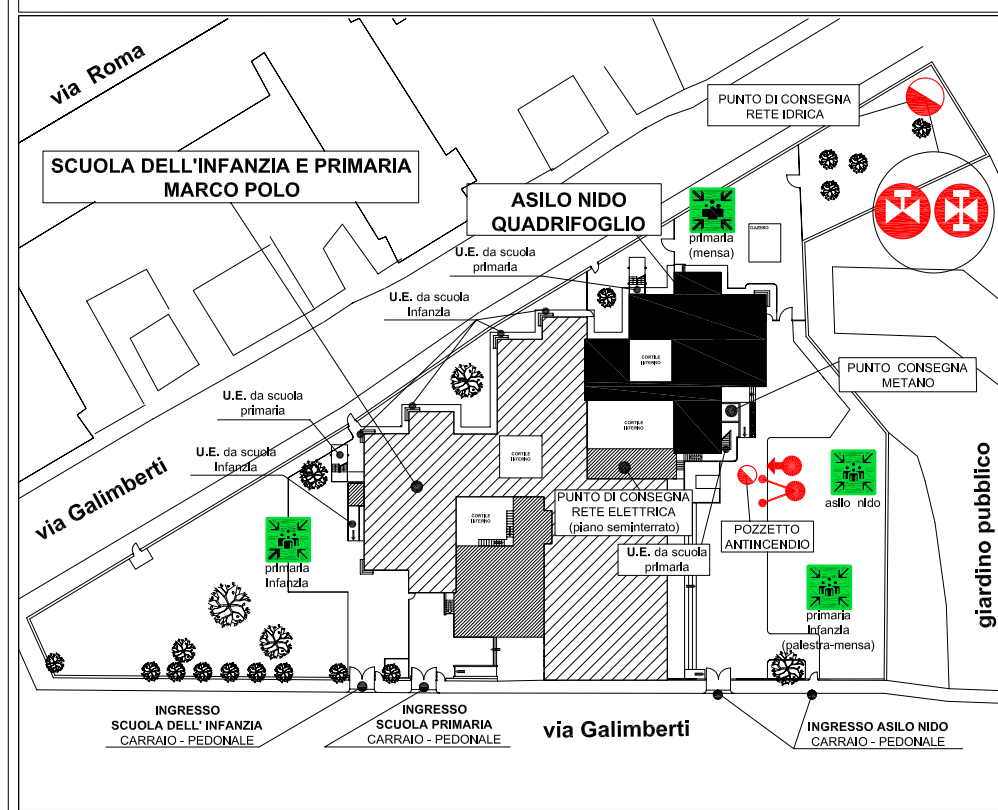 via Roma
PUNTO DI CONSEGNA
RETE IDRICA
SCUOLA DELL'INFANZIA E PRIMARIA
MARCO POLO
ASILO NIDO
QUADRIFOGLIO
primaria
(mensa)
GAZEBO
U.E. da scuola
primaria
U.E. da scuola
Infanzia
CORTILE
INTERNO
PUNTO CONSEGNA
METANO
U.E. da scuola
primaria
CORTILE
INTERNO
CORTILE
INTERNO
U.E. da scuola
Infanzia
via Galimberti
PUNTO DI CONSEGNA
RETE ELETTRICA
(piano seminterrato)
CORTILE
INTERNO
asilo nido
POZZETTO
ANTINCENDIO
giardino pubblico
primaria
Infanzia
U.E. da scuola
primaria
primaria
Infanzia
(palestra-mensa)
INGRESSO
SCUOLA DELL' INFANZIA
CARRAIO - PEDONALE
INGRESSO
SCUOLA PRIMARIA
CARRAIO - PEDONALE
via Galimberti
INGRESSO ASILO NIDO
CARRAIO - PEDONALE